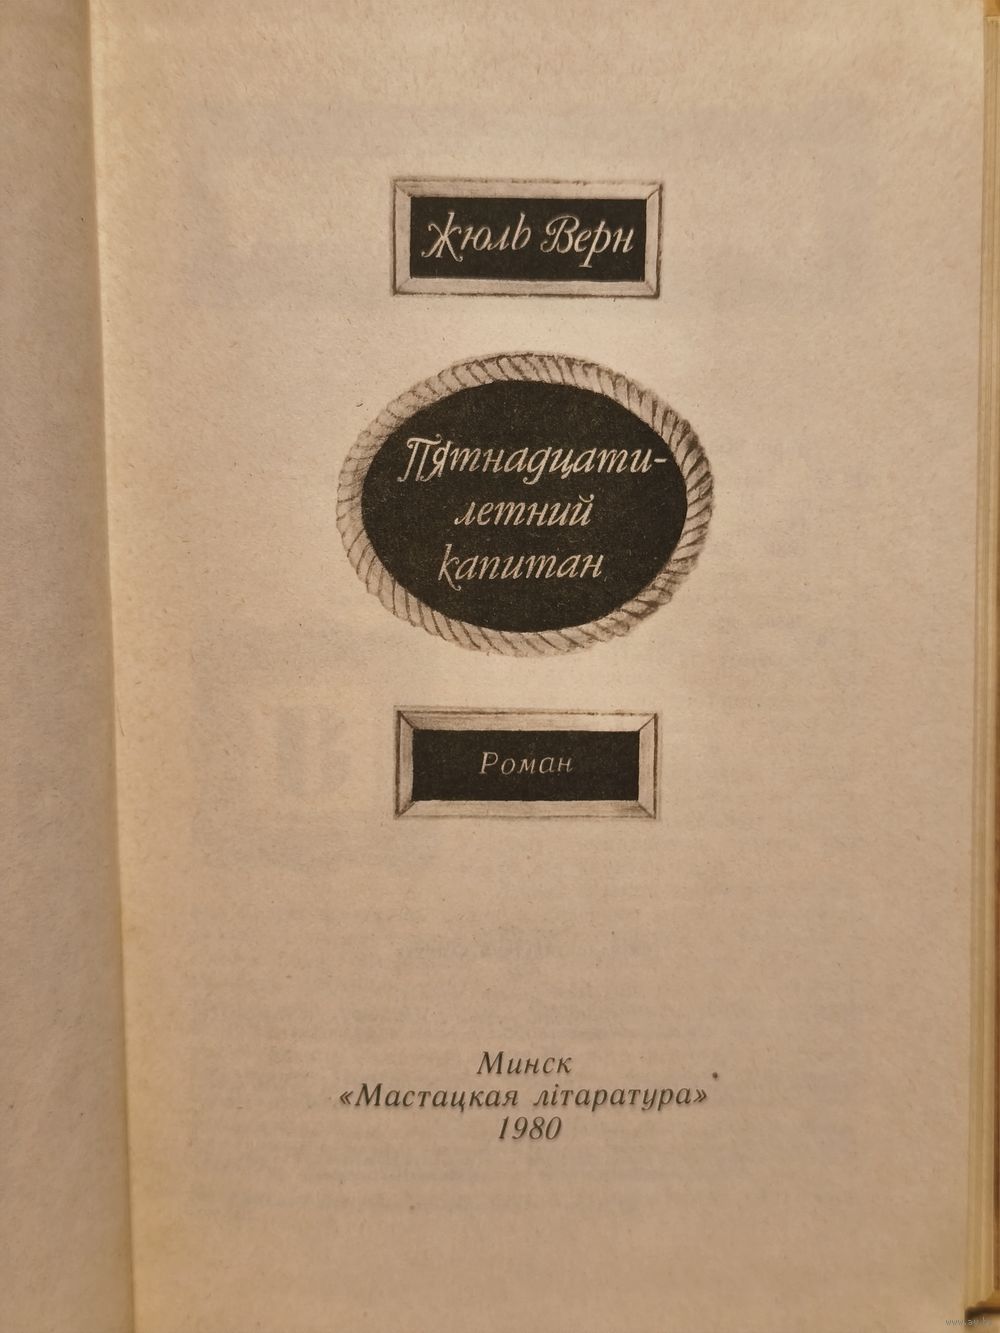 Жюль Верн
Пятнадцати-
летний
капитан
Роман
Минск
«Мастацкая літаратура»
1980